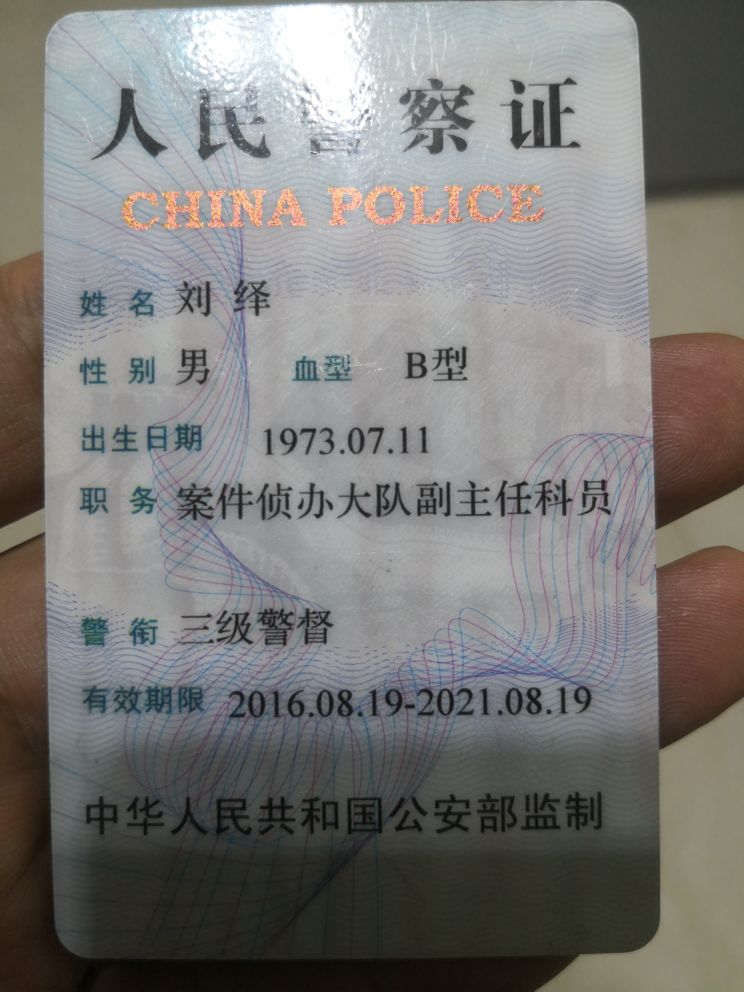 人民警察证
CHINA POLICE
姓名 刘绎
性别 男 血型 B型
出生日期 1973.07.11
职务 案件侦办大队副主任科员
警衔 三级警督
有效期限 2016.08.19-2021.08.19
中华人民共和国公安部监制